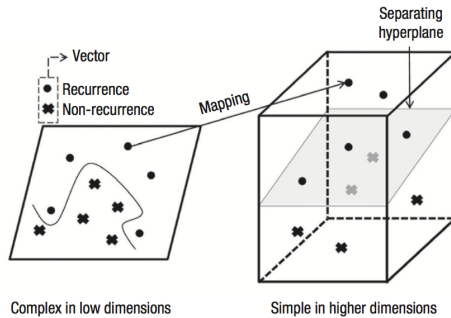 Separating
hyperplane
Vector
Recurrence
Non-recurrence
Mapping
Complex in low dimensions
Simple in higher dimensions